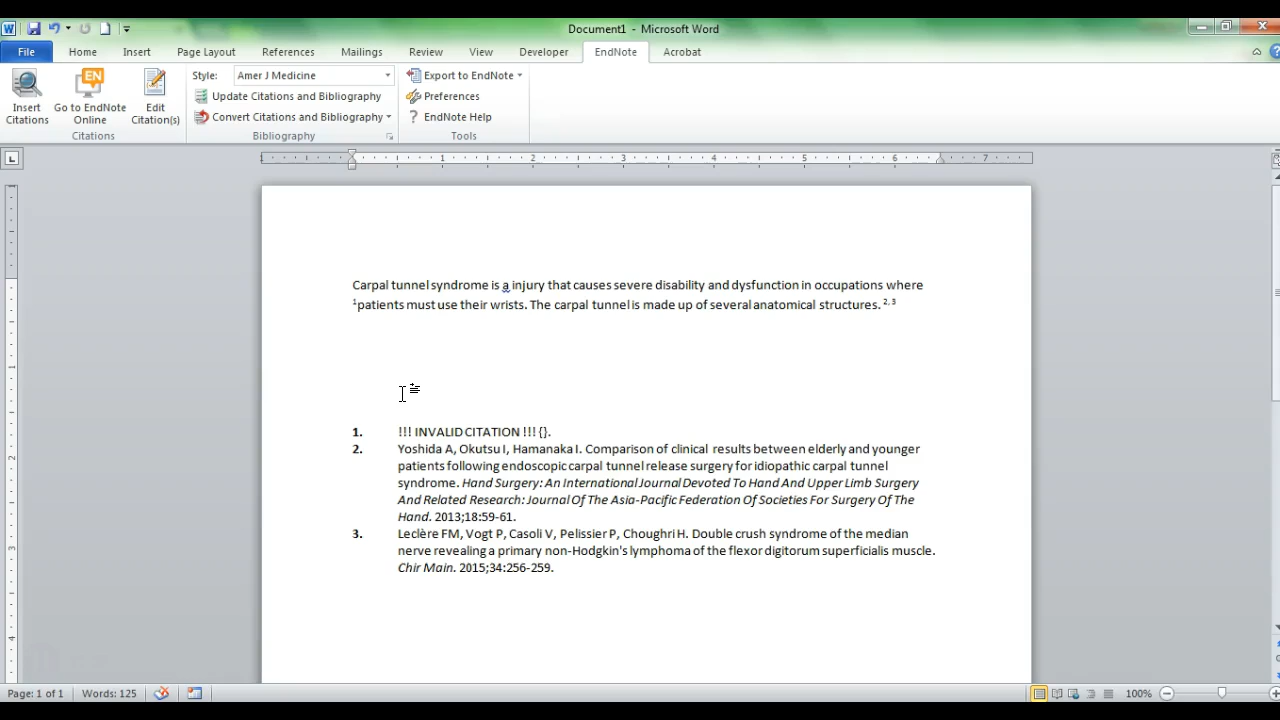 Document1 - Microsoft Word
File Home Insert Page Layout References Mailings Review View Developer EndNote Acrobat
Insert Citations
Go to EndNote Online
Edit Citation(s)
Citations
Style: Amer J Medicine
Update Citations and Bibliography
Convert Citations and Bibliography
Bibliography
Export to EndNote
Preferences
EndNote Help
Tools
1 1 2 3 4 5 6 7
Carpal tunnel syndrome is a injury that causes severe disability and dysfunction in occupations where
1patients must use their wrists. The carpal tunnel is made up of several anatomical structures. 2, 3
1. !!! INVALID CITATION !!! {}.
2. Yoshida A, Okutsu I, Hamanaka I. Comparison of clinical results between elderly and younger
patients following endoscopic carpal tunnel release surgery for idiopathic carpal tunnel
syndrome. Hand Surgery: An International Journal Devoted To Hand And Upper Limb Surgery
And Related Research: Journal Of The Asia-Pacific Federation Of Societies For Surgery Of The
Hand. 2013;18:59-61.
3. Leclère FM, Vogt P, Casoli V, Pelissier P, Choughri H. Double crush syndrome of the median
nerve revealing a primary non-Hodgkin's lymphoma of the flexor digitorum superficialis muscle.
Chir Main. 2015;34:256-259.
Page: 1 of 1 Words: 125 100%